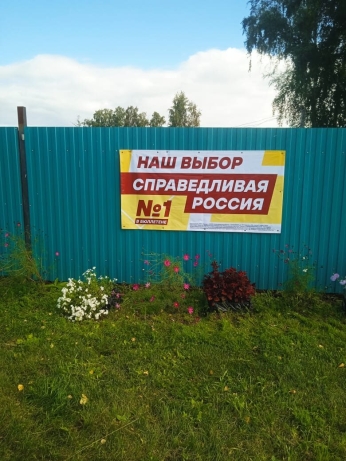 НАШ ВЫБОР
СПРАВЕДЛИВАЯ
РОССИЯ
№1
В БЮЛЛЕТЕНЕ